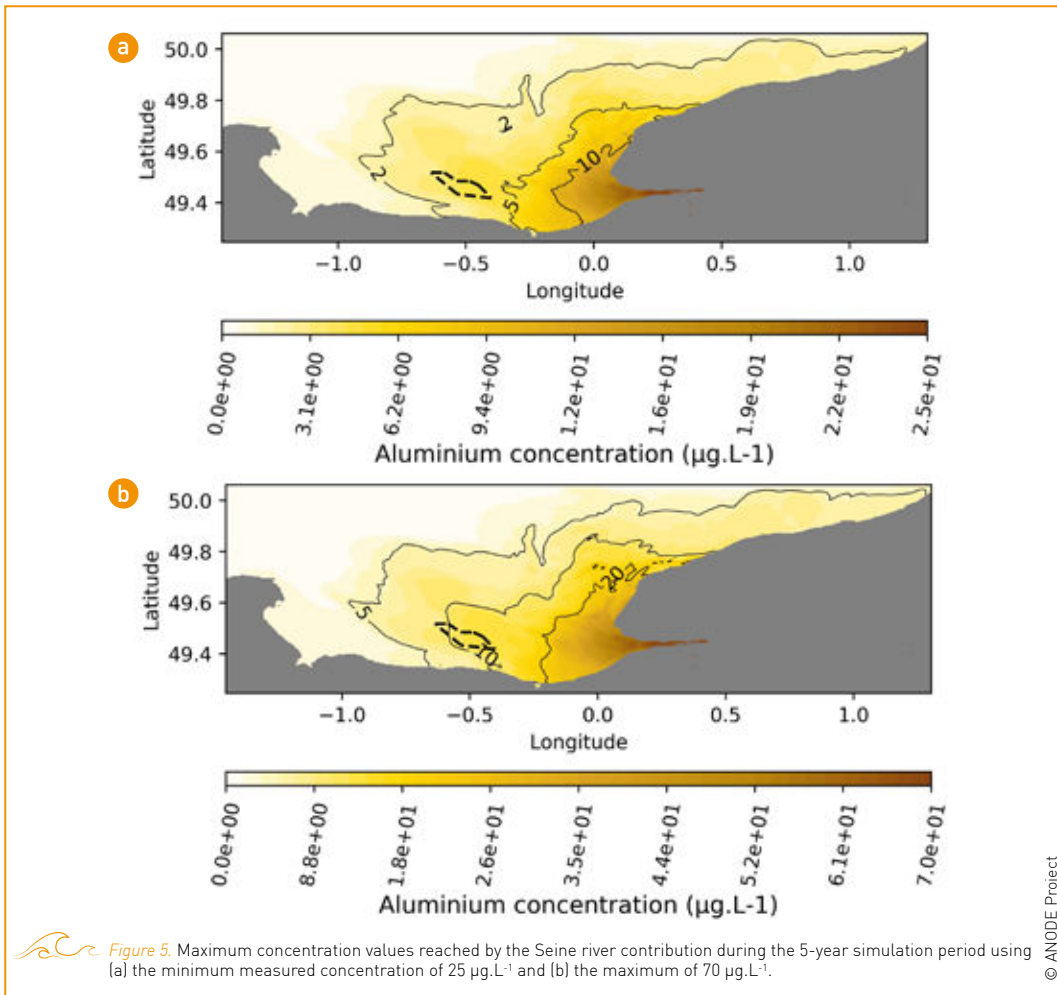 a
50.0
49.8
49.6
49.4
Latitude
2
2
5
10
−1.0
−0.5
0.0
0.5
1.0
Longitude
0.0e+00
3.1e+00
6.2e+00
9.4e+00
1.2e+01
1.6e+01
1.9e+01
2.2e+01
2.5e+01
Aluminium concentration (µg.L-1)
b
50.0
49.8
49.6
49.4
Latitude
5
10
20
−1.0
−0.5
0.0
0.5
1.0
Longitude
0.0e+00
8.8e+00
1.8e+01
2.6e+01
3.5e+01
4.4e+01
5.2e+01
6.1e+01
7.0e+01
Aluminium concentration (µg.L-1)
© ANODE Project
Figure 5. Maximum concentration values reached by the Seine river contribution during the 5-year simulation period using
(a) the minimum measured concentration of 25 µg.L⁻¹ and (b) the maximum of 70 µg.L⁻¹.